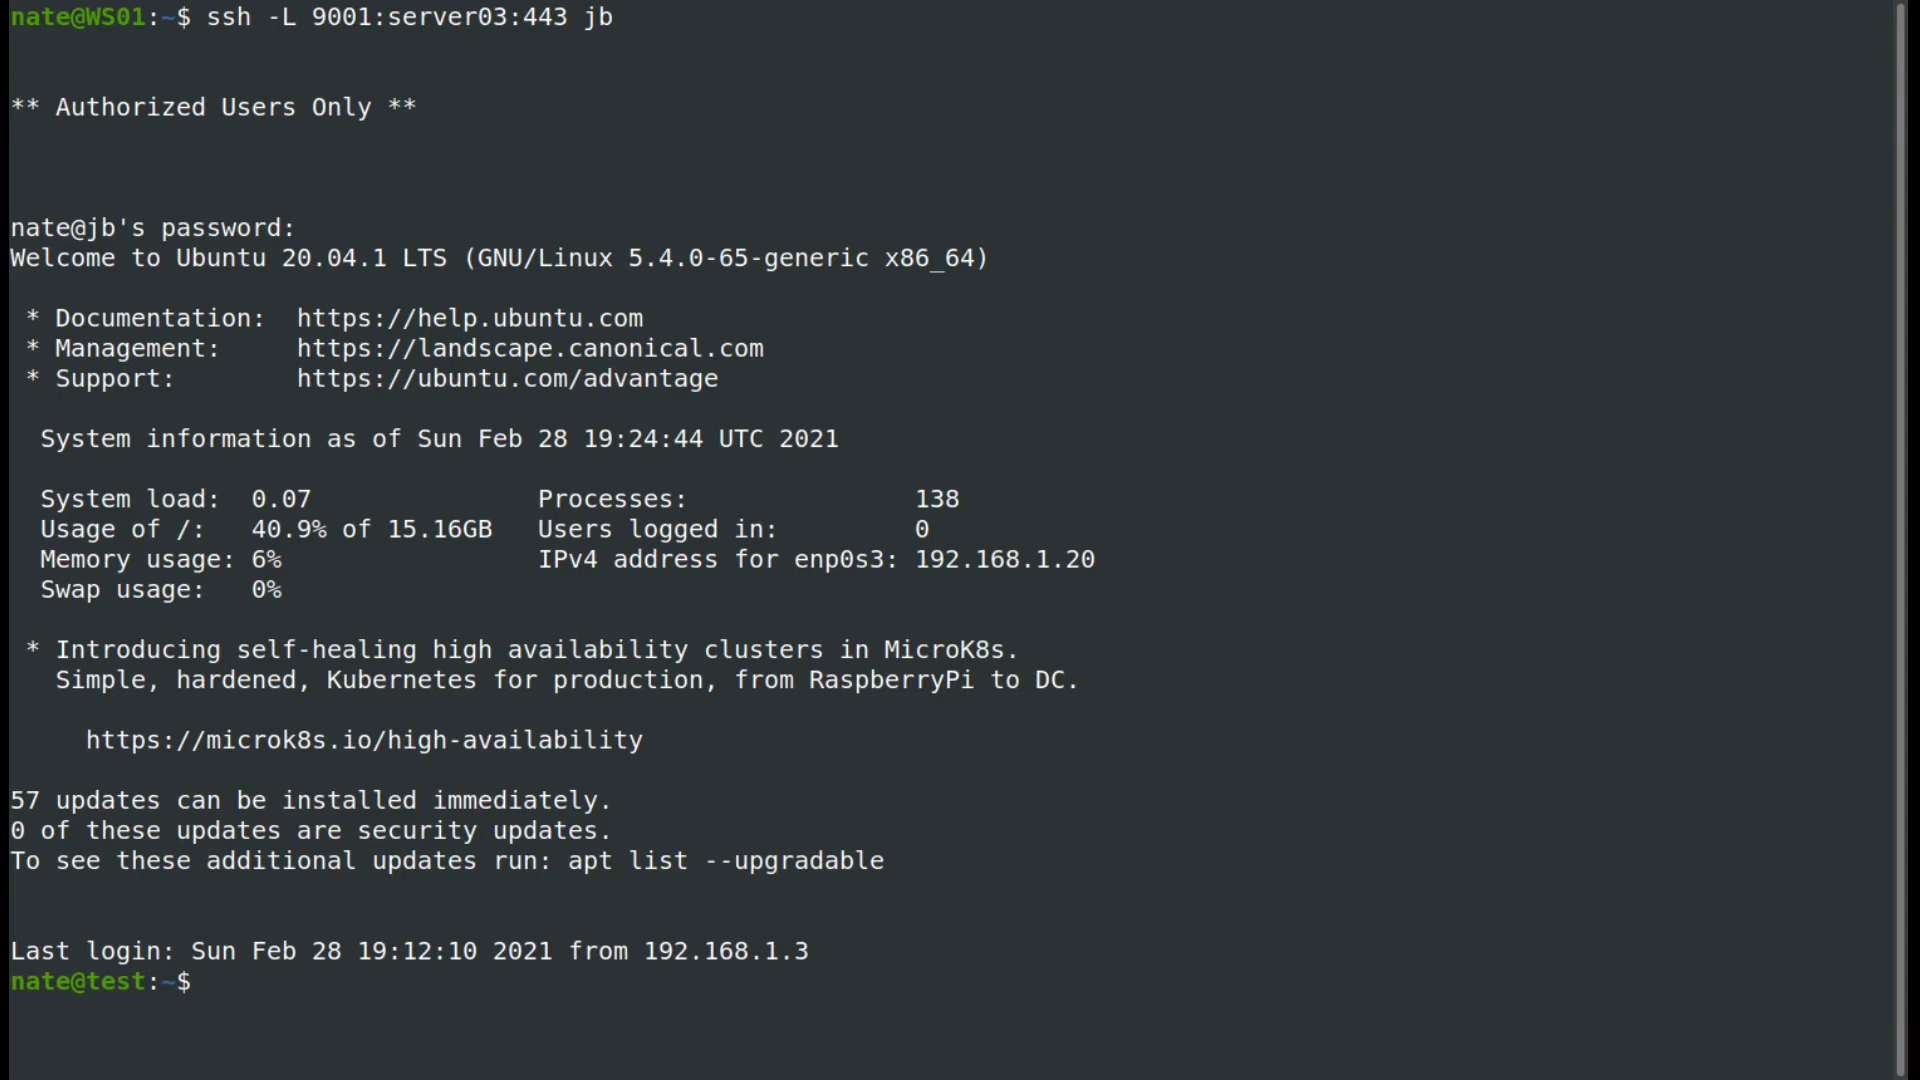 nate@WS01:~$ ssh -L 9001:server03:443 jb
** Authorized Users Only **
nate@jb's password:
Welcome to Ubuntu 20.04.1 LTS (GNU/Linux 5.4.0-65-generic x86_64)
 * Documentation:  https://help.ubuntu.com
 * Management:     https://landscape.canonical.com
 * Support:        https://ubuntu.com/advantage
  System information as of Sun Feb 28 19:24:44 UTC 2021
  System load:  0.07               Processes:               138
  Usage of /:   40.9% of 15.16GB   Users logged in:         0
  Memory usage: 6%                 IPv4 address for enp0s3: 192.168.1.20
  Swap usage:   0%
 * Introducing self-healing high availability clusters in MicroK8s.
   Simple, hardened, Kubernetes for production, from RaspberryPi to DC.
     https://microk8s.io/high-availability
57 updates can be installed immediately.
0 of these updates are security updates.
To see these additional updates run: apt list --upgradable
Last login: Sun Feb 28 19:12:10 2021 from 192.168.1.3
nate@test:~$